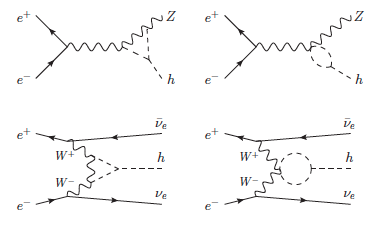 e+ Z e+ Z
e− h e− h
e+ ν̄e e+ ν̄e
W+ h W+ h
W− W−
e− νe e− νe